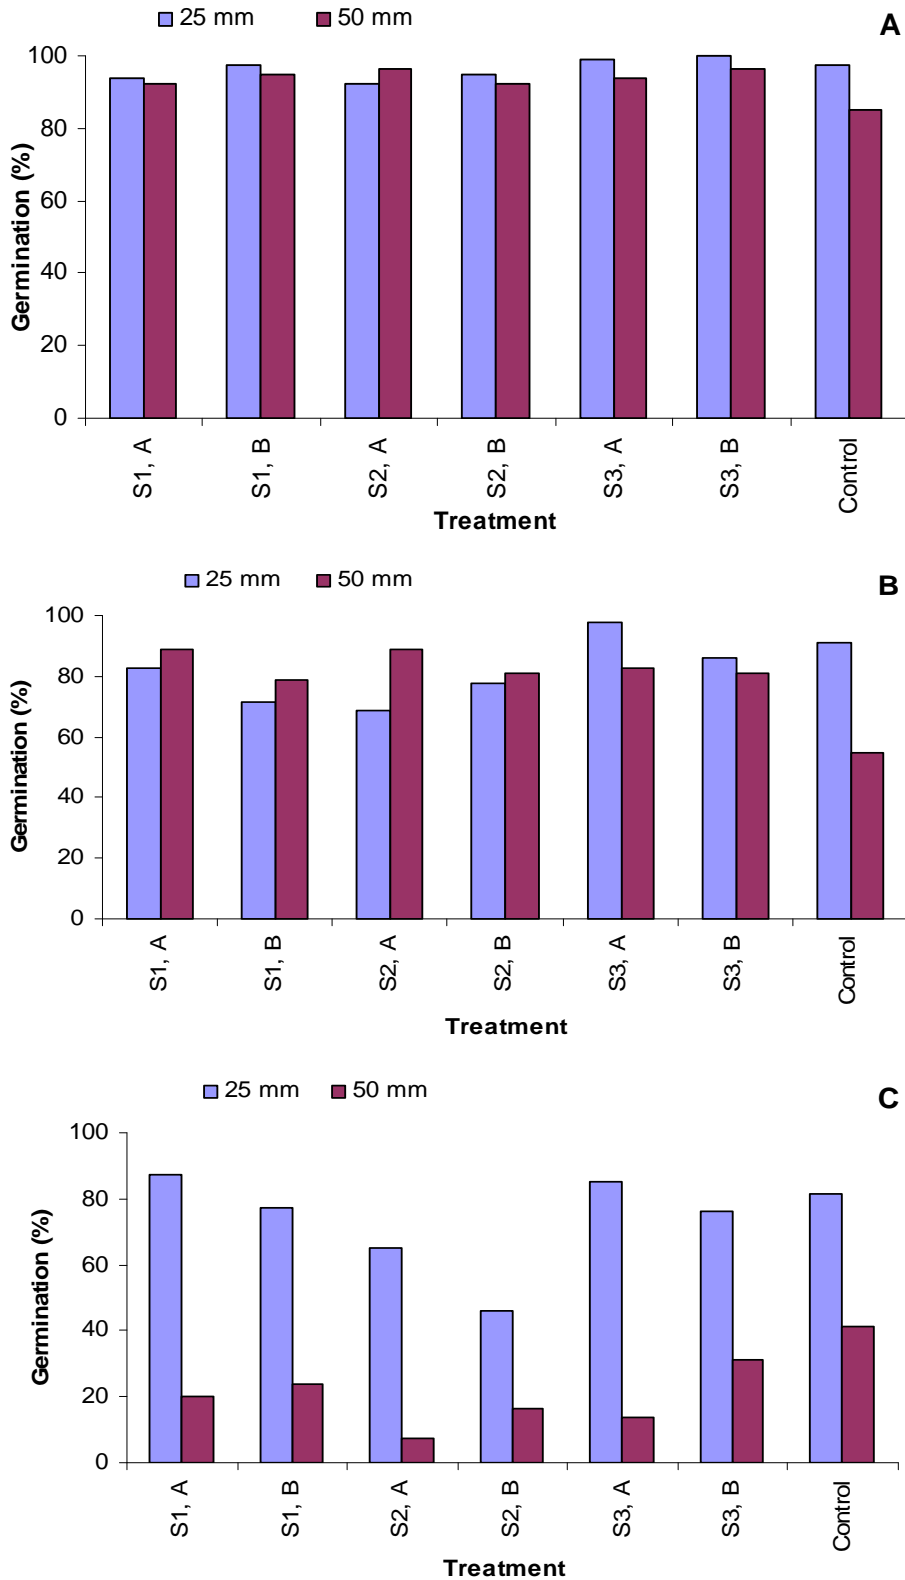 25 mm 50 mm
A
Germination (%)
100
80
60
40
20
0
S1, A
S1, B
S2, A
S2, B
S3, A
S3, B
Control
Treatment
25 mm 50 mm
B
Germination (%)
100
80
60
40
20
0
S1, A
S1, B
S2, A
S2, B
S3, A
S3, B
Control
Treatment
25 mm 50 mm
C
Germination (%)
100
80
60
40
20
0
S1, A
S1, B
S2, A
S2, B
S3, A
S3, B
Control
Treatment